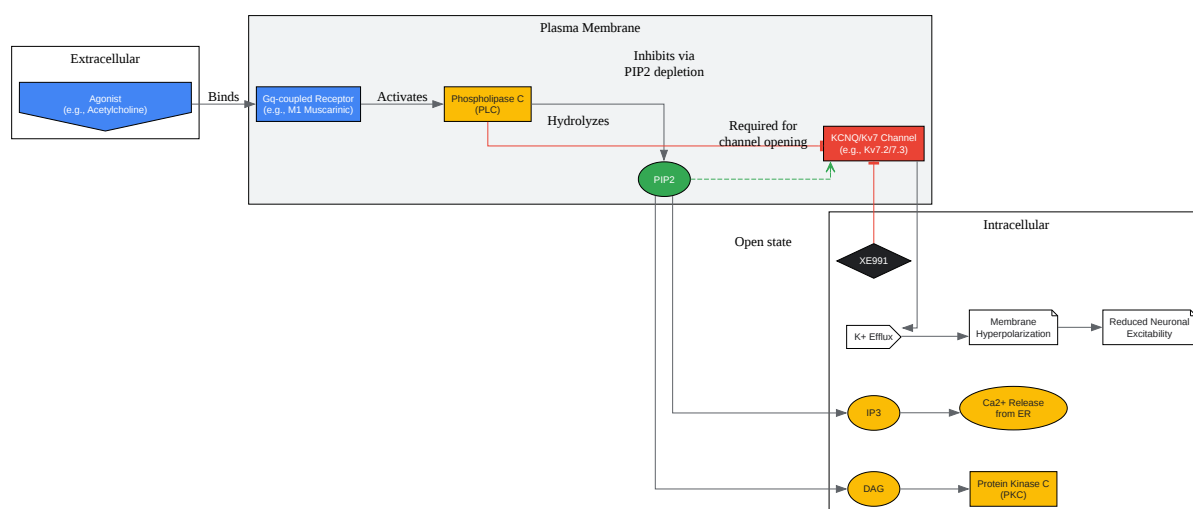 Plasma Membrane
Extracellular
Agonist
(e.g., Acetylcholine)
Binds
Gq-coupled Receptor
(e.g., M1 Muscarinic)
Activates
Phospholipase C
(PLC)
Hydrolyzes
Inhibits via
PIP2 depletion
Required for
channel opening
KCNQ/Kv7 Channel
(e.g., Kv7.2/7.3)
PIP2
Open state
Intracellular
XE991
K+ Efflux
Membrane
Hyperpolarization
Reduced Neuronal
Excitability
IP3
Ca2+ Release
from ER
DAG
Protein Kinase C
(PKC)